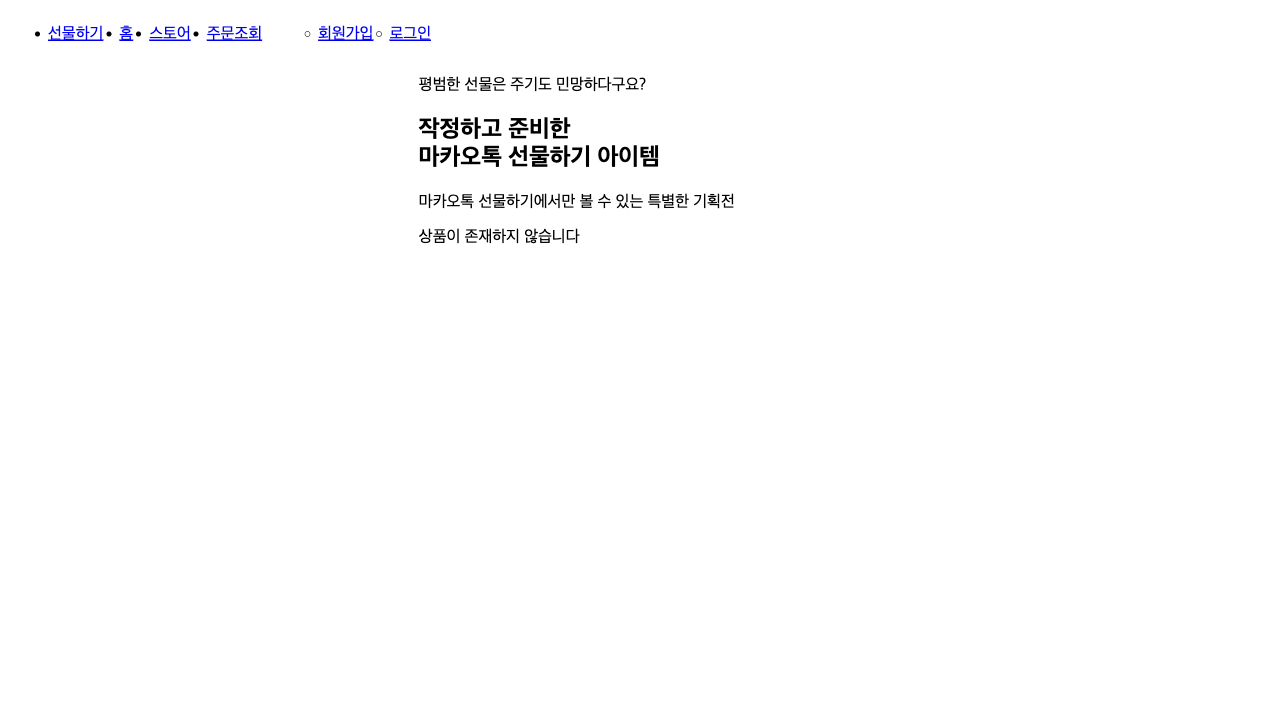 선물하기 홈 스토어 주문조회 회원가입 로그인
평범한 선물은 주기도 민망하다구요?
작정하고 준비한
마카오톡 선물하기 아이템
마카오톡 선물하기에서만 볼 수 있는 특별한 기획전
상품이 존재하지 않습니다